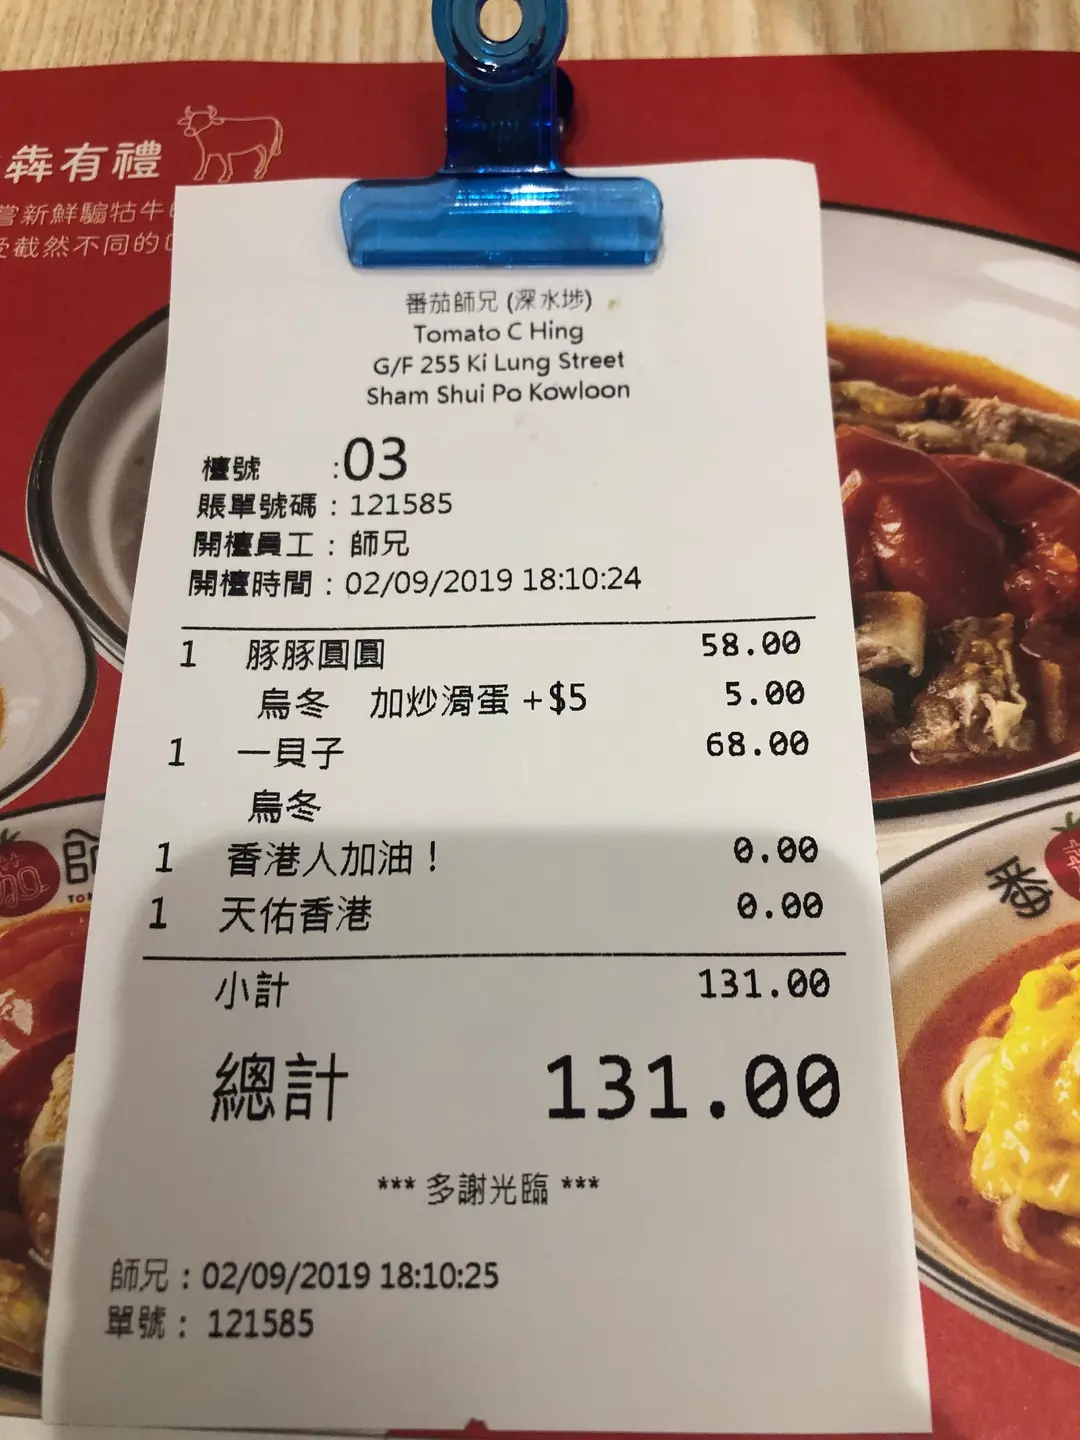 犇有禮
嘗新鮮騸牯牛
受截然不同的口
番茄師兄 (深水埗)
Tomato C Hing
G/F 255 Ki Lung Street
Sham Shui Po Kowloon
檯號 :03
賬單號碼 : 121585
開檯員工 : 師兄
開檯時間 : 02/09/2019 18:10:24
1 豚豚圓圓 58.00
烏冬 加炒滑蛋 +$5 5.00
1 一貝子 68.00
烏冬
1 香港人加油！ 0.00
1 天佑香港 0.00
小計 131.00
總計 131.00
*** 多謝光臨 ***
師兄 : 02/09/2019 18:10:25
單號 : 121585
番